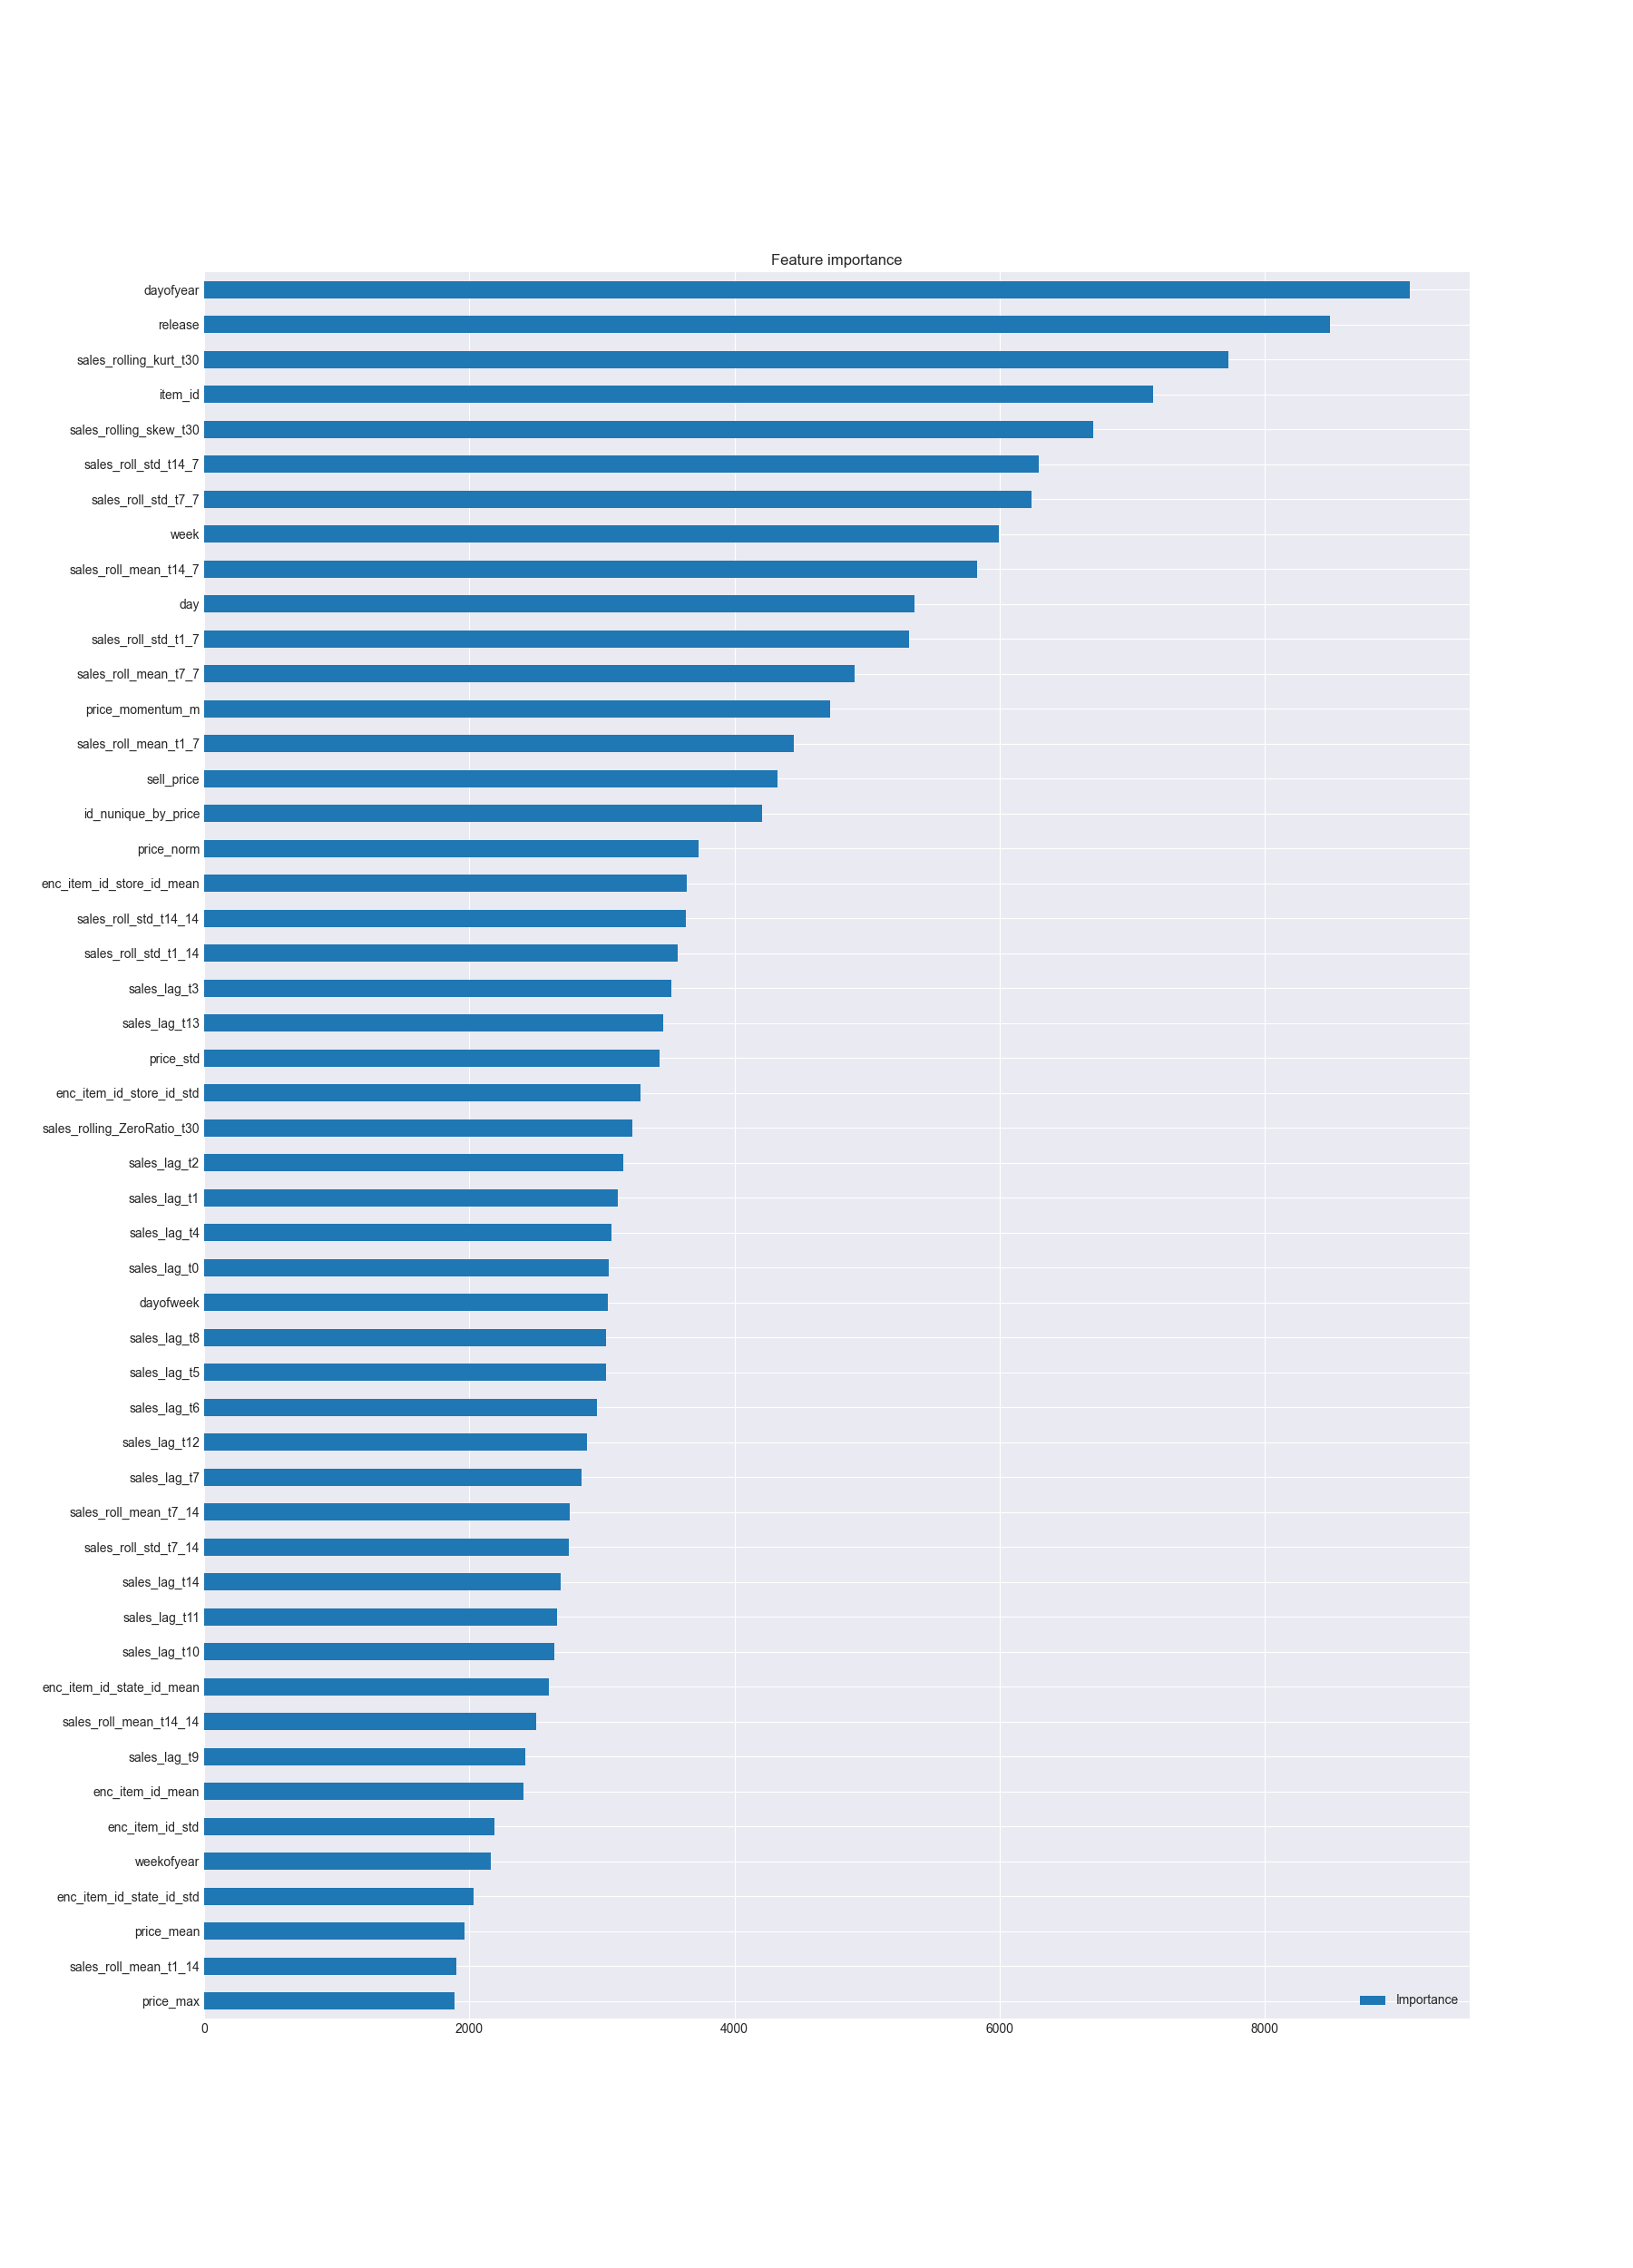 Feature importance
dayofyear
release
sales_rolling_kurt_t30
item_id
sales_rolling_skew_t30
sales_roll_std_t14_7
sales_roll_std_t7_7
week
sales_roll_mean_t14_7
day
sales_roll_std_t1_7
sales_roll_mean_t7_7
price_momentum_m
sales_roll_mean_t1_7
sell_price
id_nunique_by_price
price_norm
enc_item_id_store_id_mean
sales_roll_std_t14_14
sales_roll_std_t1_14
sales_lag_t3
sales_lag_t13
price_std
enc_item_id_store_id_std
sales_rolling_ZeroRatio_t30
sales_lag_t2
sales_lag_t1
sales_lag_t4
sales_lag_t0
dayofweek
sales_lag_t8
sales_lag_t5
sales_lag_t6
sales_lag_t12
sales_lag_t7
sales_roll_mean_t7_14
sales_roll_std_t7_14
sales_lag_t14
sales_lag_t11
sales_lag_t10
enc_item_id_state_id_mean
sales_roll_mean_t14_14
sales_lag_t9
enc_item_id_mean
enc_item_id_std
weekofyear
enc_item_id_state_id_std
price_mean
sales_roll_mean_t1_14
price_max
Importance
0 2000 4000 6000 8000